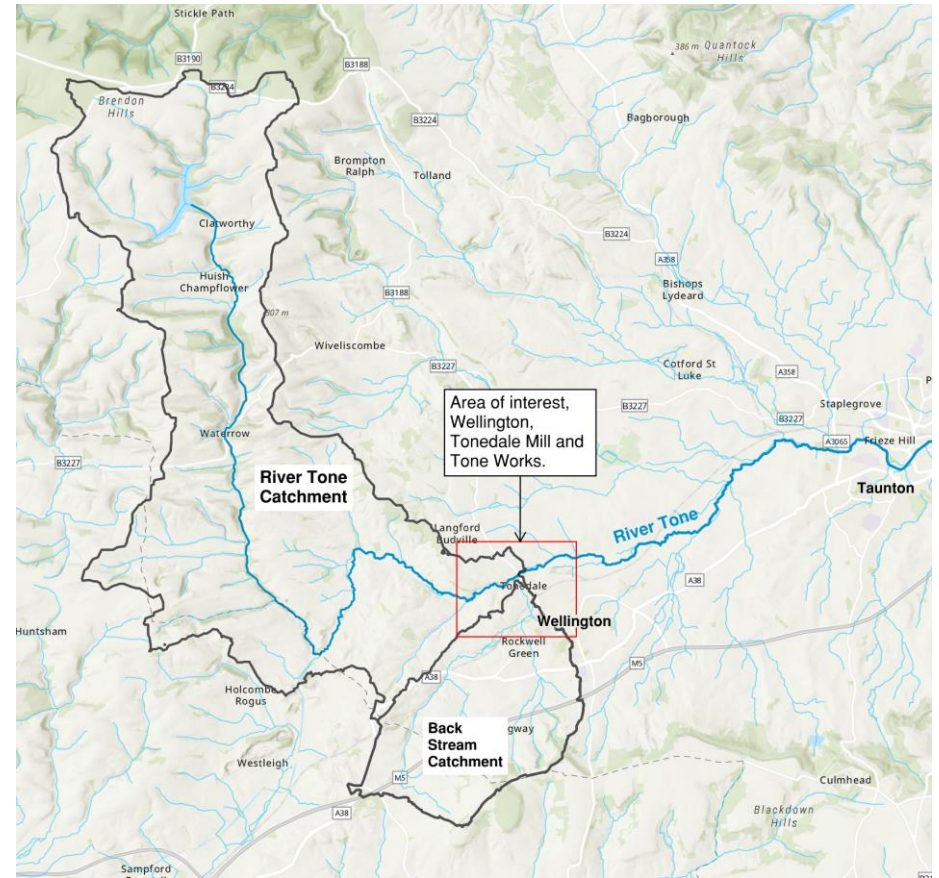 Stickle Path
B3190
B3188
386 m
Quantock
Hills
B3224
Brendon
Hills
B3224
Bagborough
Brompton
Ralph
Tolland
Clatworthy
B3224
A358
Huish
Champflower
B3188
Bishops
Lydeard
307 m
Wiveliscombe
B3227
Cotford St
Luke
A358
Area of interest,
Wellington,
Tonedale Mill and
Tone Works.
B3227
Staplegrove
B3227
Waterrow
A3065
Frieze Hill
B3227
River Tone
Catchment
Taunton
Langford
Budville
River Tone
Tonedale
A38
Wellington
Huntsham
Rockwell
Green
M5
A38
Holcombe
Rogus
Back
Stream
Catchment
gway
Westleigh
M5
Culmhead
A38
Blackdown
Hills
Sampford